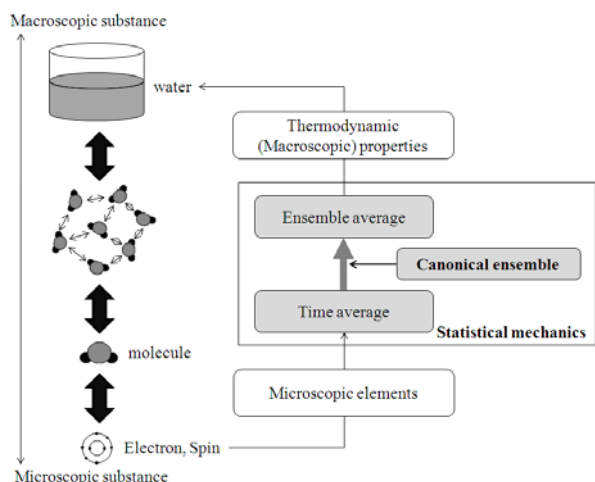 Macroscopic substance
water
Thermodynamic
(Macroscopic) properties
Ensemble average
Canonical ensemble
Time average
Statistical mechanics
molecule
Microscopic elements
Electron, Spin
Microscopic substance